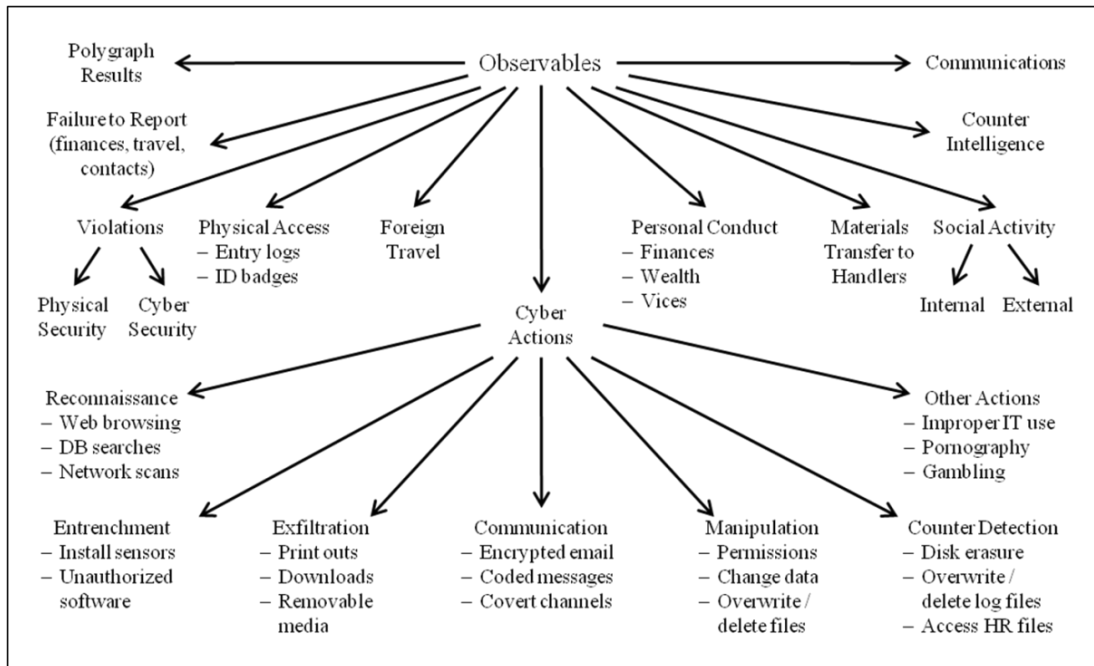 Polygraph
Results
Observables
Communications
Failure to Report
(finances, travel,
contacts)
Counter
Intelligence
Violations
Physical Access
– Entry logs
– ID badges
Foreign
Travel
Personal Conduct
– Finances
– Wealth
– Vices
Materials
Transfer to
Handlers
Social Activity
Physical
Security
Cyber
Security
Internal
External
Cyber
Actions
Reconnaissance
– Web browsing
– DB searches
– Network scans
Other Actions
– Improper IT use
– Pornography
– Gambling
Entrenchment
– Install sensors
– Unauthorized
software
Exfiltration
– Print outs
– Downloads
– Removable
media
Communication
– Encrypted email
– Coded messages
– Covert channels
Manipulation
– Permissions
– Change data
– Overwrite /
delete files
Counter Detection
– Disk erasure
– Overwrite /
delete log files
– Access HR files